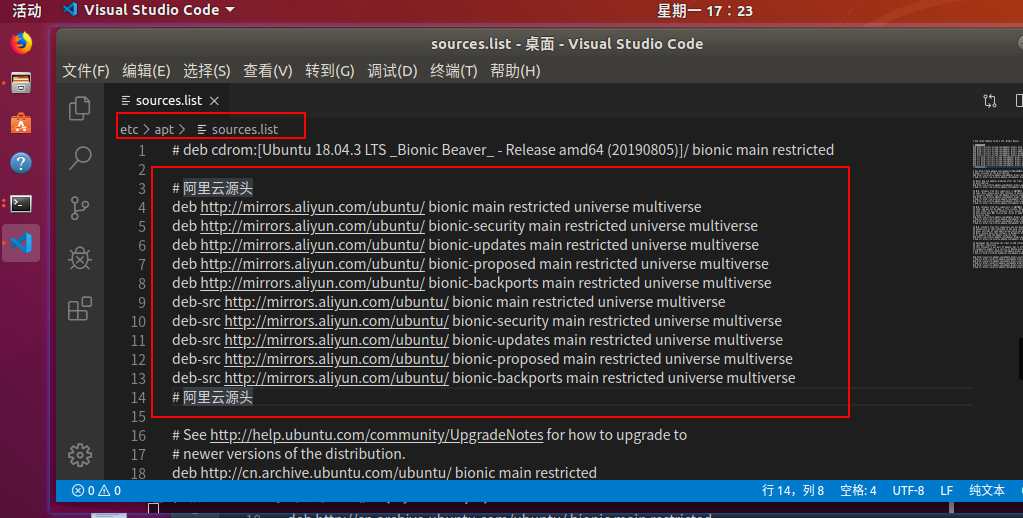 活动 Visual Studio Code 星期一 17：23
sources.list - 桌面 - Visual Studio Code
文件(F) 编辑(E) 选择(S) 查看(V) 转到(G) 调试(D) 终端(T) 帮助(H)
sources.list
etc > apt > sources.list
1 # deb cdrom:[Ubuntu 18.04.3 LTS _Bionic Beaver_ - Release amd64 (20190805)]/ bionic main restricted
2
3 # 阿里云源头
4 deb http://mirrors.aliyun.com/ubuntu/ bionic main restricted universe multiverse
5 deb http://mirrors.aliyun.com/ubuntu/ bionic-security main restricted universe multiverse
6 deb http://mirrors.aliyun.com/ubuntu/ bionic-updates main restricted universe multiverse
7 deb http://mirrors.aliyun.com/ubuntu/ bionic-proposed main restricted universe multiverse
8 deb http://mirrors.aliyun.com/ubuntu/ bionic-backports main restricted universe multiverse
9 deb-src http://mirrors.aliyun.com/ubuntu/ bionic main restricted universe multiverse
10 deb-src http://mirrors.aliyun.com/ubuntu/ bionic-security main restricted universe multiverse
11 deb-src http://mirrors.aliyun.com/ubuntu/ bionic-updates main restricted universe multiverse
12 deb-src http://mirrors.aliyun.com/ubuntu/ bionic-proposed main restricted universe multiverse
13 deb-src http://mirrors.aliyun.com/ubuntu/ bionic-backports main restricted universe multiverse
14 # 阿里云源头
15
16 # See http://help.ubuntu.com/community/UpgradeNotes for how to upgrade to
17 # newer versions of the distribution.
18 deb http://cn.archive.ubuntu.com/ubuntu/ bionic main restricted
0 0 行 14，列 8 空格: 4 UTF-8 LF 纯文本